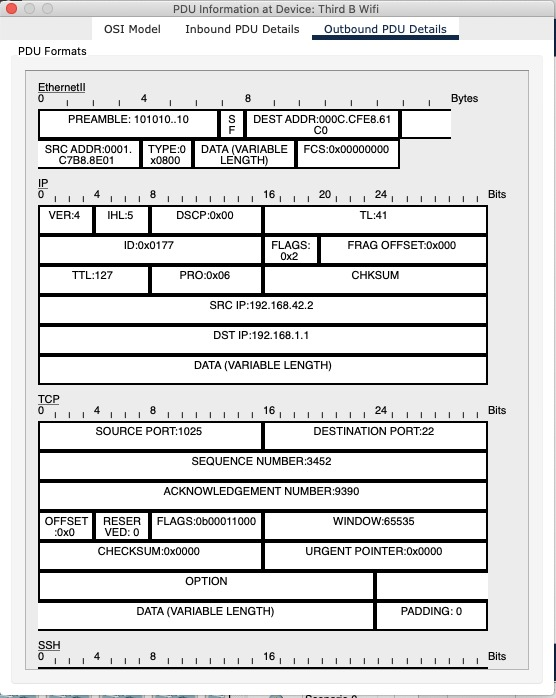 PDU Information at Device: Third B Wifi
OSI Model Inbound PDU Details Outbound PDU Details
PDU Formats
EthernetII
0 4 8 Bytes
PREAMBLE: 101010..10 S F DEST ADDR:000C.CFE8.61 C0
SRC ADDR:0001. C7B8.8E01 TYPE:0 x0800 DATA (VARIABLE LENGTH) FCS:0x00000000
IP
0 4 8 16 20 24 Bits
VER:4 IHL:5 DSCP:0x00 TL:41
ID:0x0177 FLAGS: 0x2 FRAG OFFSET:0x000
TTL:127 PRO:0x06 CHKSUM
SRC IP:192.168.42.2
DST IP:192.168.1.1
DATA (VARIABLE LENGTH)
TCP
0 4 8 16 24 Bits
SOURCE PORT:1025 DESTINATION PORT:22
SEQUENCE NUMBER:3452
ACKNOWLEDGEMENT NUMBER:9390
OFFSET :0x0 RESER VED: 0 FLAGS:0b00011000 WINDOW:65535
CHECKSUM:0x0000 URGENT POINTER:0x0000
OPTION
DATA (VARIABLE LENGTH) PADDING: 0
SSH
0 4 8 16 24 Bits